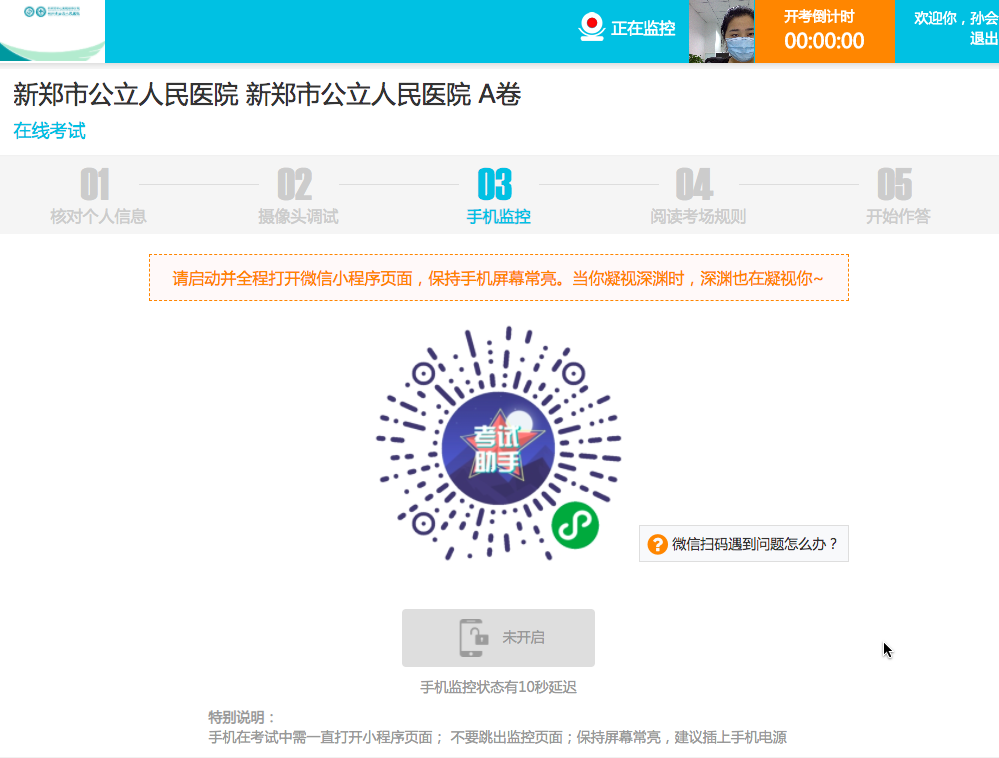 正在监控
开考倒计时
00:00:00
欢迎你，孙会
退出
新郑市公立人民医院 新郑市公立人民医院 A卷
在线考试
01
02
03
04
05
核对个人信息
摄像头调试
手机监控
阅读考场规则
开始作答
请启动并全程打开微信小程序页面，保持手机屏幕常亮。当你凝视深渊时，深渊也在凝视你~
考试
助手
? 微信扫码遇到问题怎么办？
未开启
手机监控状态有10秒延迟
特别说明：
手机在考试中需一直打开小程序页面； 不要跳出监控页面；保持屏幕常亮，建议插上手机电源